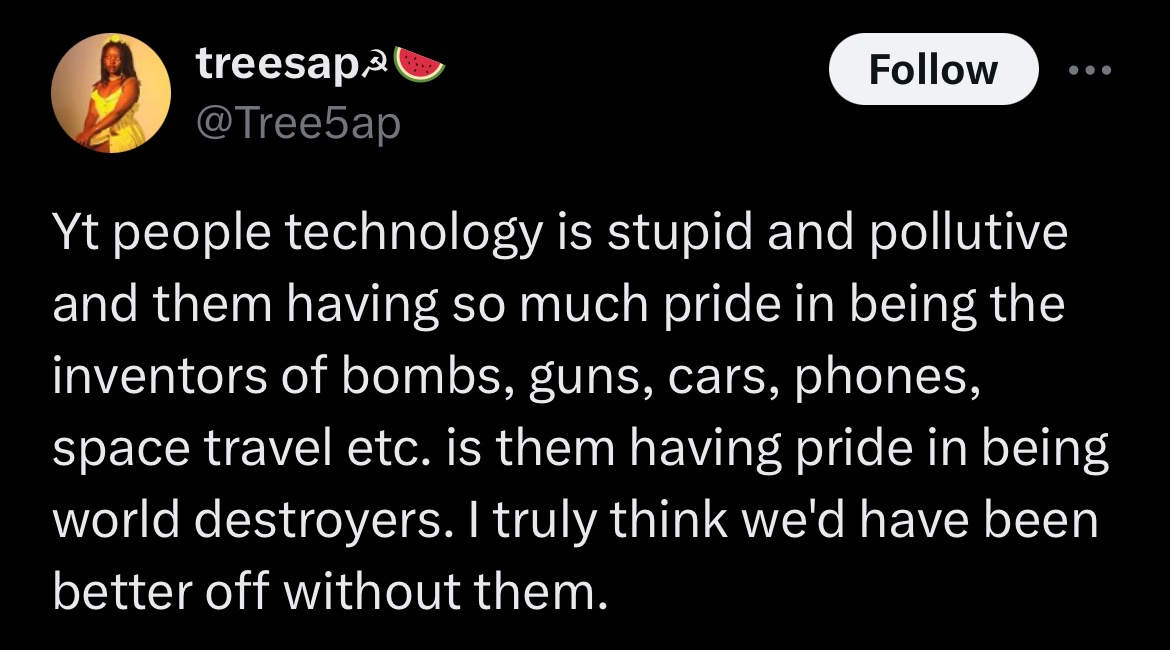 treesap☭🍉
@Tree5ap
Follow
Yt people technology is stupid and pollutive
and them having so much pride in being the
inventors of bombs, guns, cars, phones,
space travel etc. is them having pride in being
world destroyers. I truly think we'd have been
better off without them.